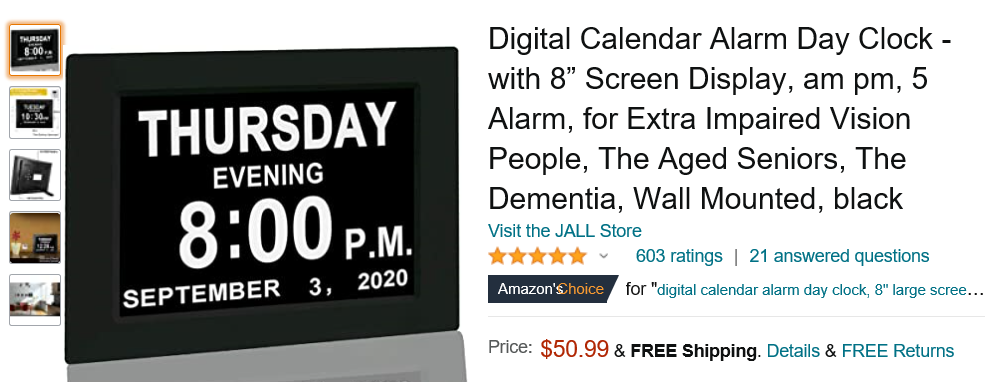 THURSDAY
EVENING
8:00 P.M.
SEPTEMBER 3, 2020
Digital Calendar Alarm Day Clock -
with 8” Screen Display, am pm, 5
Alarm, for Extra Impaired Vision
People, The Aged Seniors, The
Dementia, Wall Mounted, black
Visit the JALL Store
603 ratings | 21 answered questions
Amazon's Choice for "digital calendar alarm day clock, 8" large scree…
Price: $50.99 & FREE Shipping. Details & FREE Returns